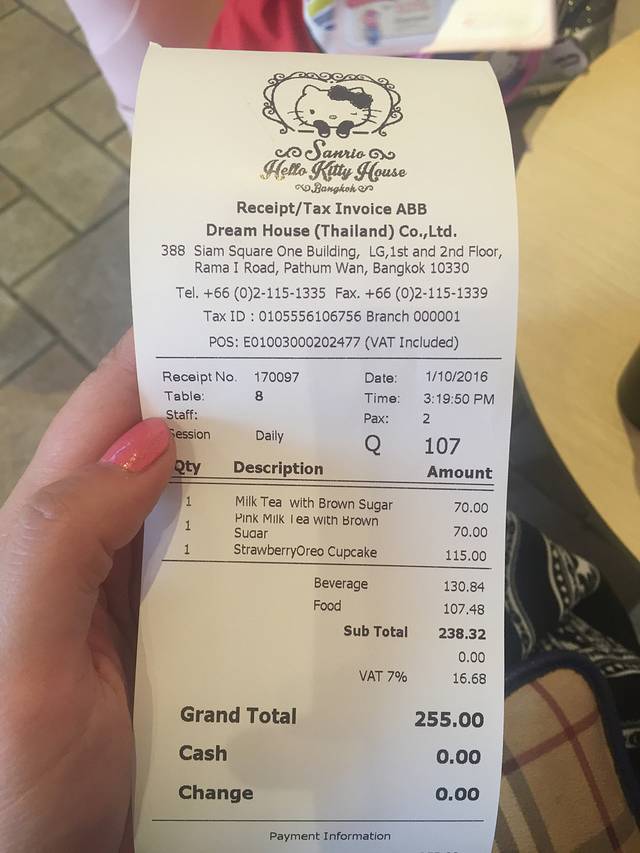 Sanrio
Hello Kitty House
Bangkok
Receipt/Tax Invoice ABB
Dream House (Thailand) Co.,Ltd.
388 Siam Square One Building, LG,1st and 2nd Floor,
Rama I Road, Pathum Wan, Bangkok 10330
Tel. +66 (0)2-115-1335 Fax. +66 (0)2-115-1339
Tax ID : 0105556106756 Branch 000001
POS: E01003000202477 (VAT Included)
Receipt No. 170097 Date: 1/10/2016
Table: 8 Time: 3:19:50 PM
Staff: Pax: 2
Session Daily Q 107
Qty Description Amount
1 Milk Tea with Brown Sugar 70.00
1 Pink Milk Tea with Brown
Sugar 70.00
1 StrawberryOreo Cupcake 115.00
Beverage 130.84
Food 107.48
Sub Total 238.32
0.00
VAT 7% 16.68
Grand Total 255.00
Cash 0.00
Change 0.00
Payment Information